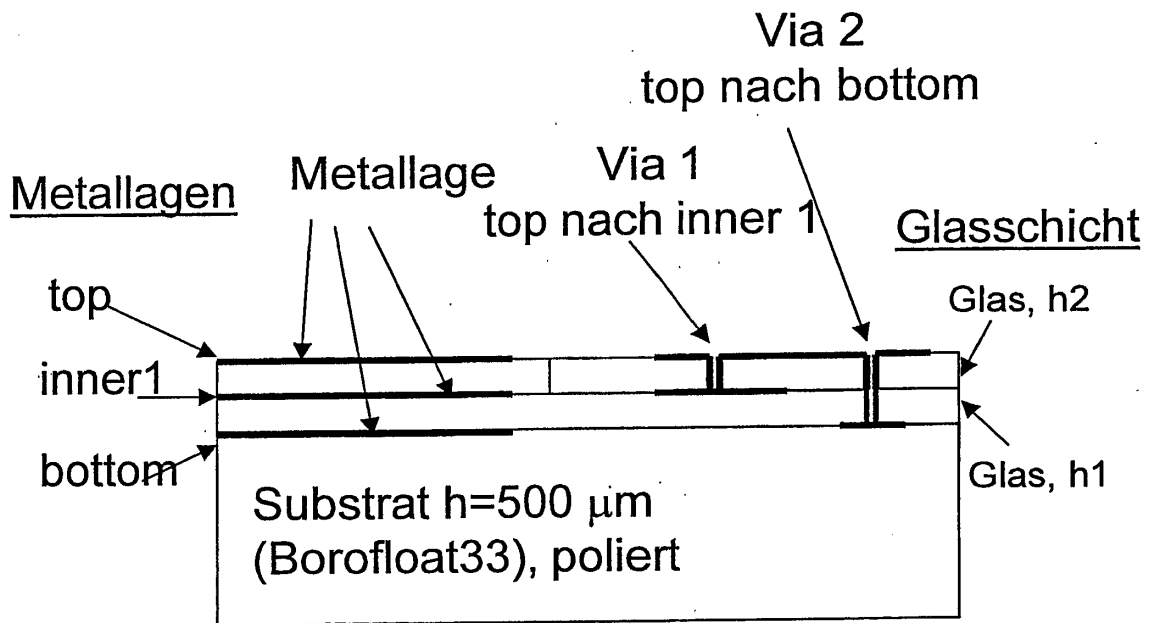 Via 2
top nach bottom
Metallagen
Metallage
Via 1
top nach inner 1
Glasschicht
top
Glas, h2
inner1
bottom
Glas, h1
Substrat h=500 μm
(Borofloat33), poliert